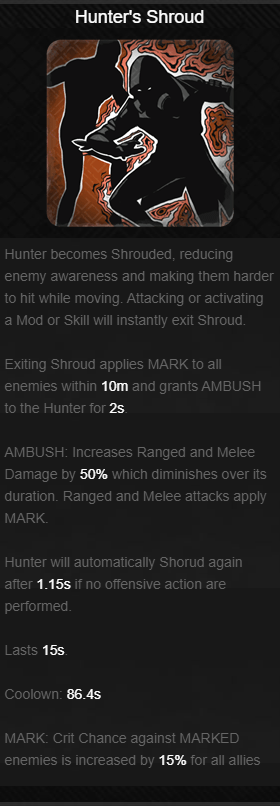 Hunter's Shroud
Hunter becomes Shrouded, reducing
enemy awareness and making them harder
to hit while moving. Attacking or activating
a Mod or Skill will instantly exit Shroud.
Exiting Shroud applies MARK to all
enemies within 10m and grants AMBUSH
to the Hunter for 2s.
AMBUSH: Increases Ranged and Melee
Damage by 50% which diminishes over its
duration. Ranged and Melee attacks apply
MARK.
Hunter will automatically Shorud again
after 1.15s if no offensive action are
performed.
Lasts 15s.
Coolown: 86.4s
MARK: Crit Chance against MARKED
enemies is increased by 15% for all allies